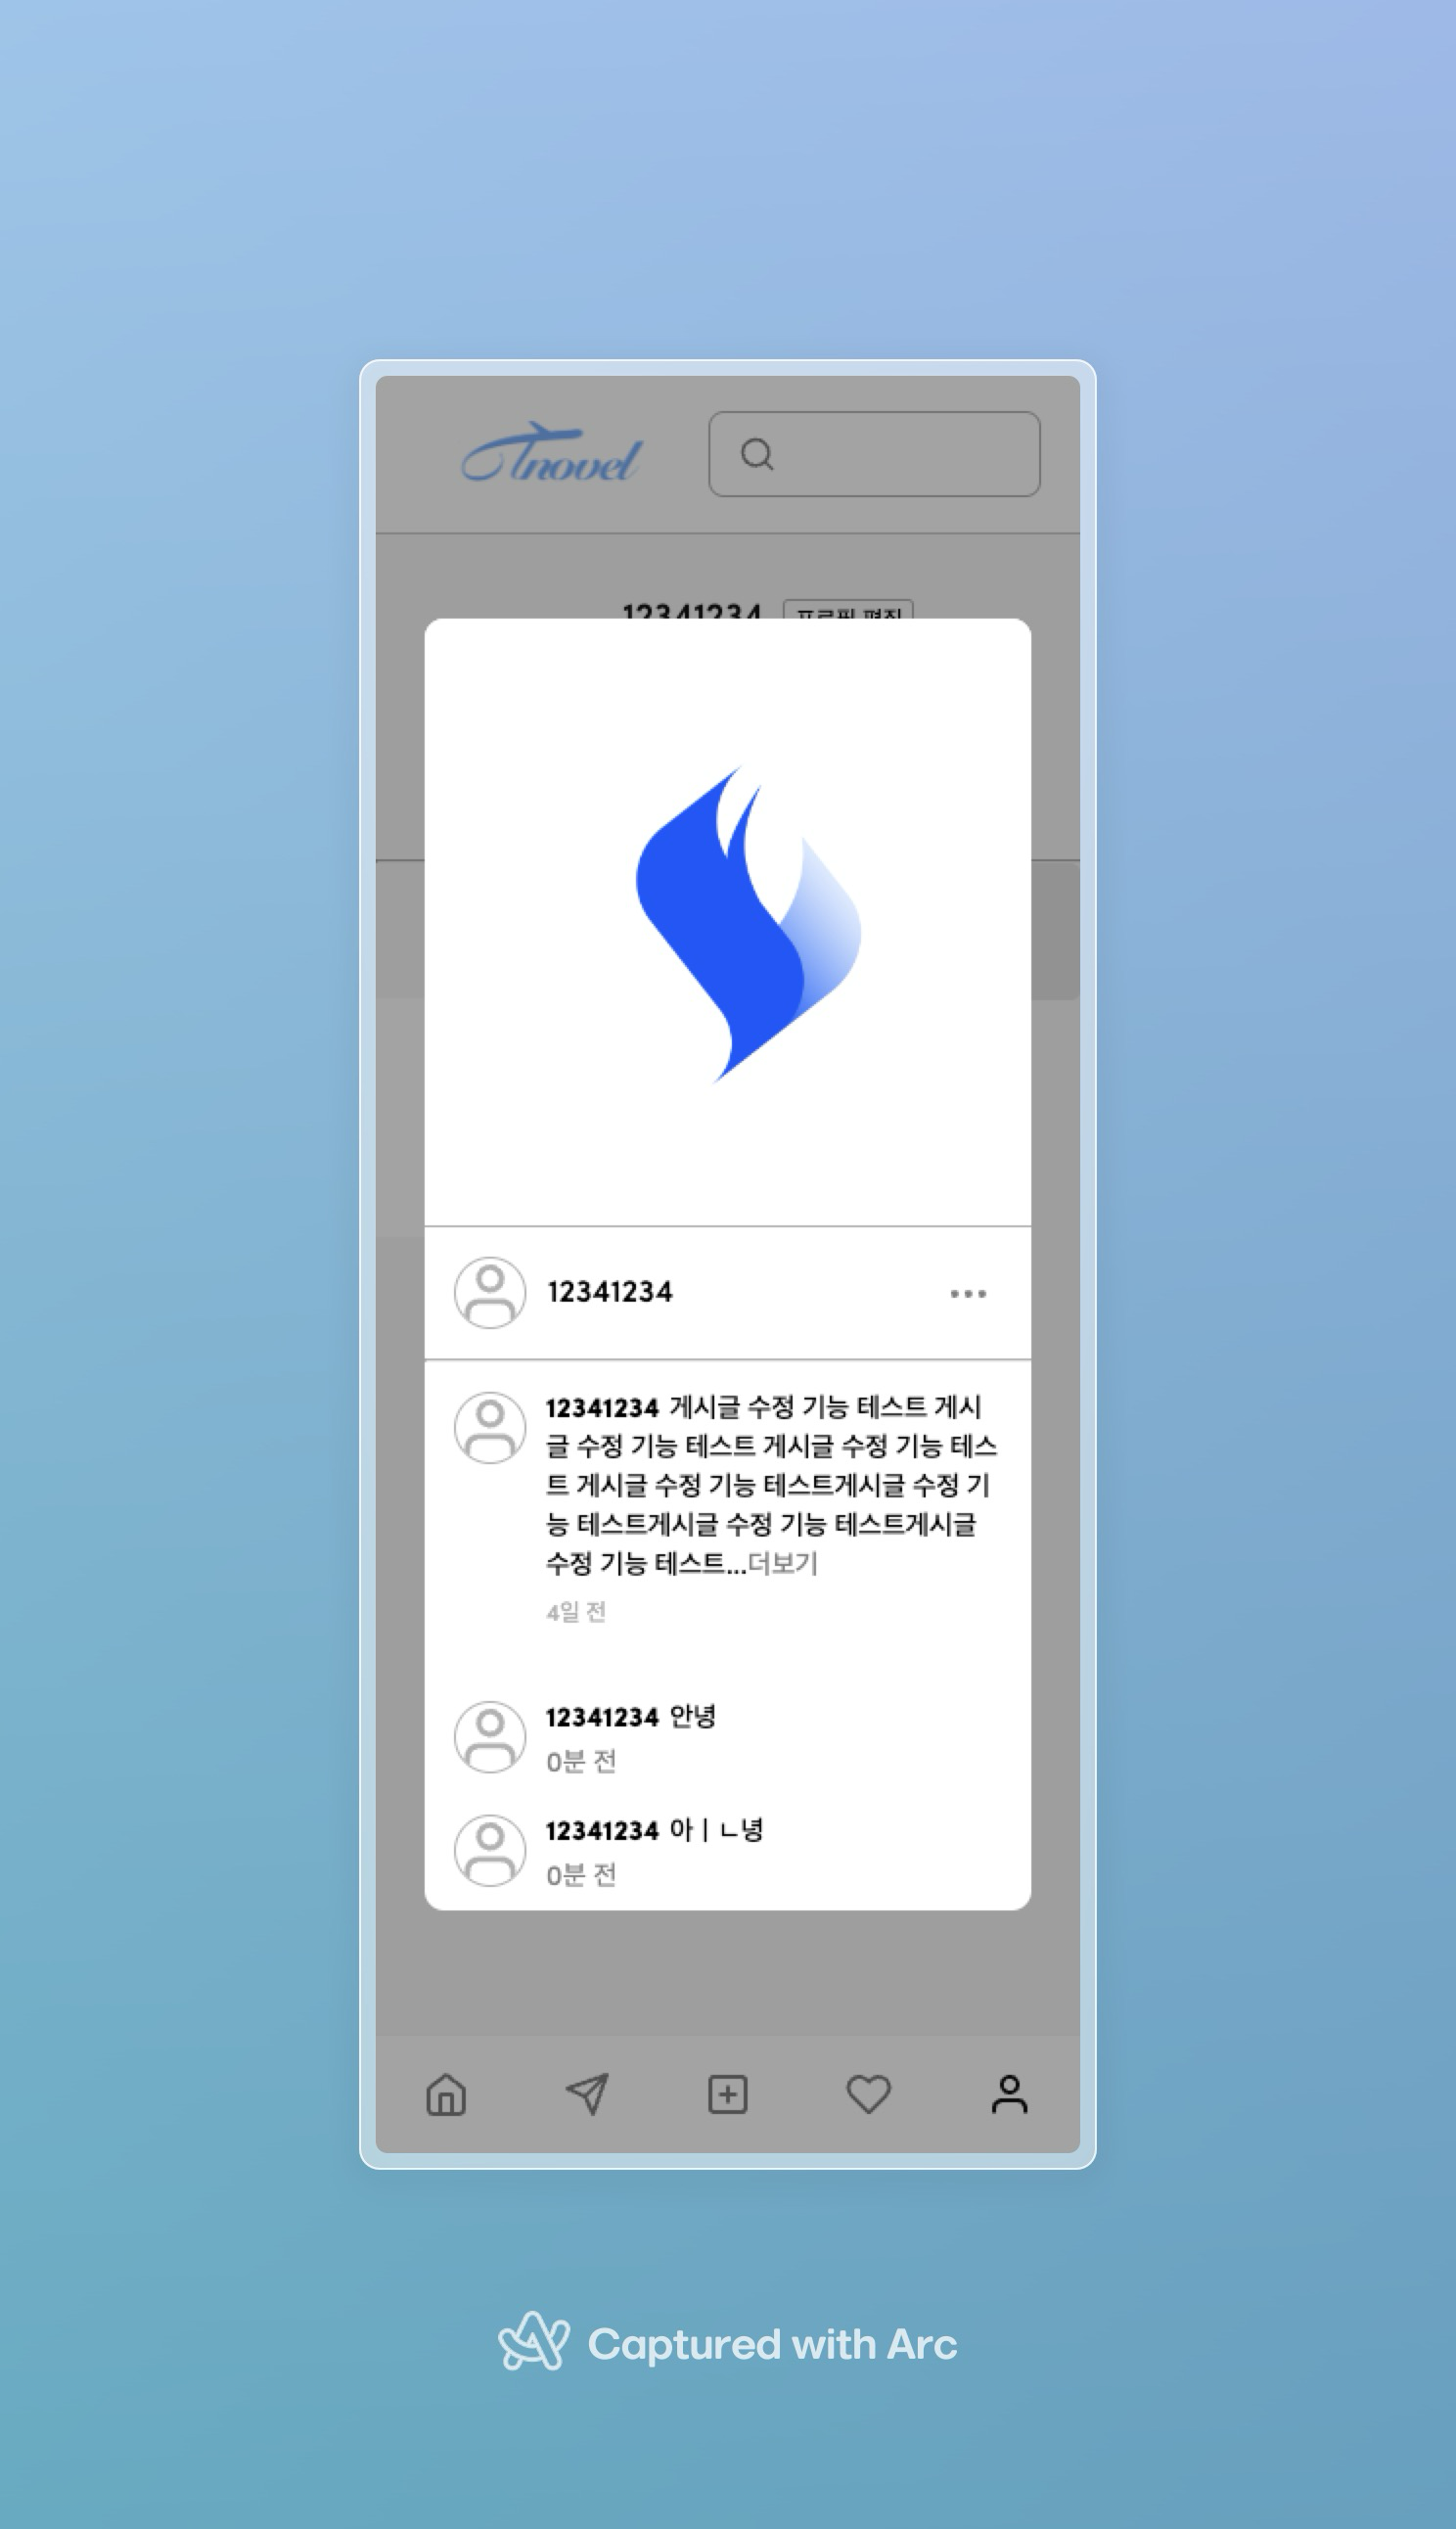 Tnovel
12341234 프로필 편집
12341234
12341234 게시글 수정 기능 테스트 게시
글 수정 기능 테스트 게시글 수정 기능 테스
트 게시글 수정 기능 테스트게시글 수정 기
능 테스트게시글 수정 기능 테스트게시글
수정 기능 테스트...더보기
4일 전
12341234 안녕
0분 전
12341234 아ㅣㄴ녕
0분 전
Captured with Arc